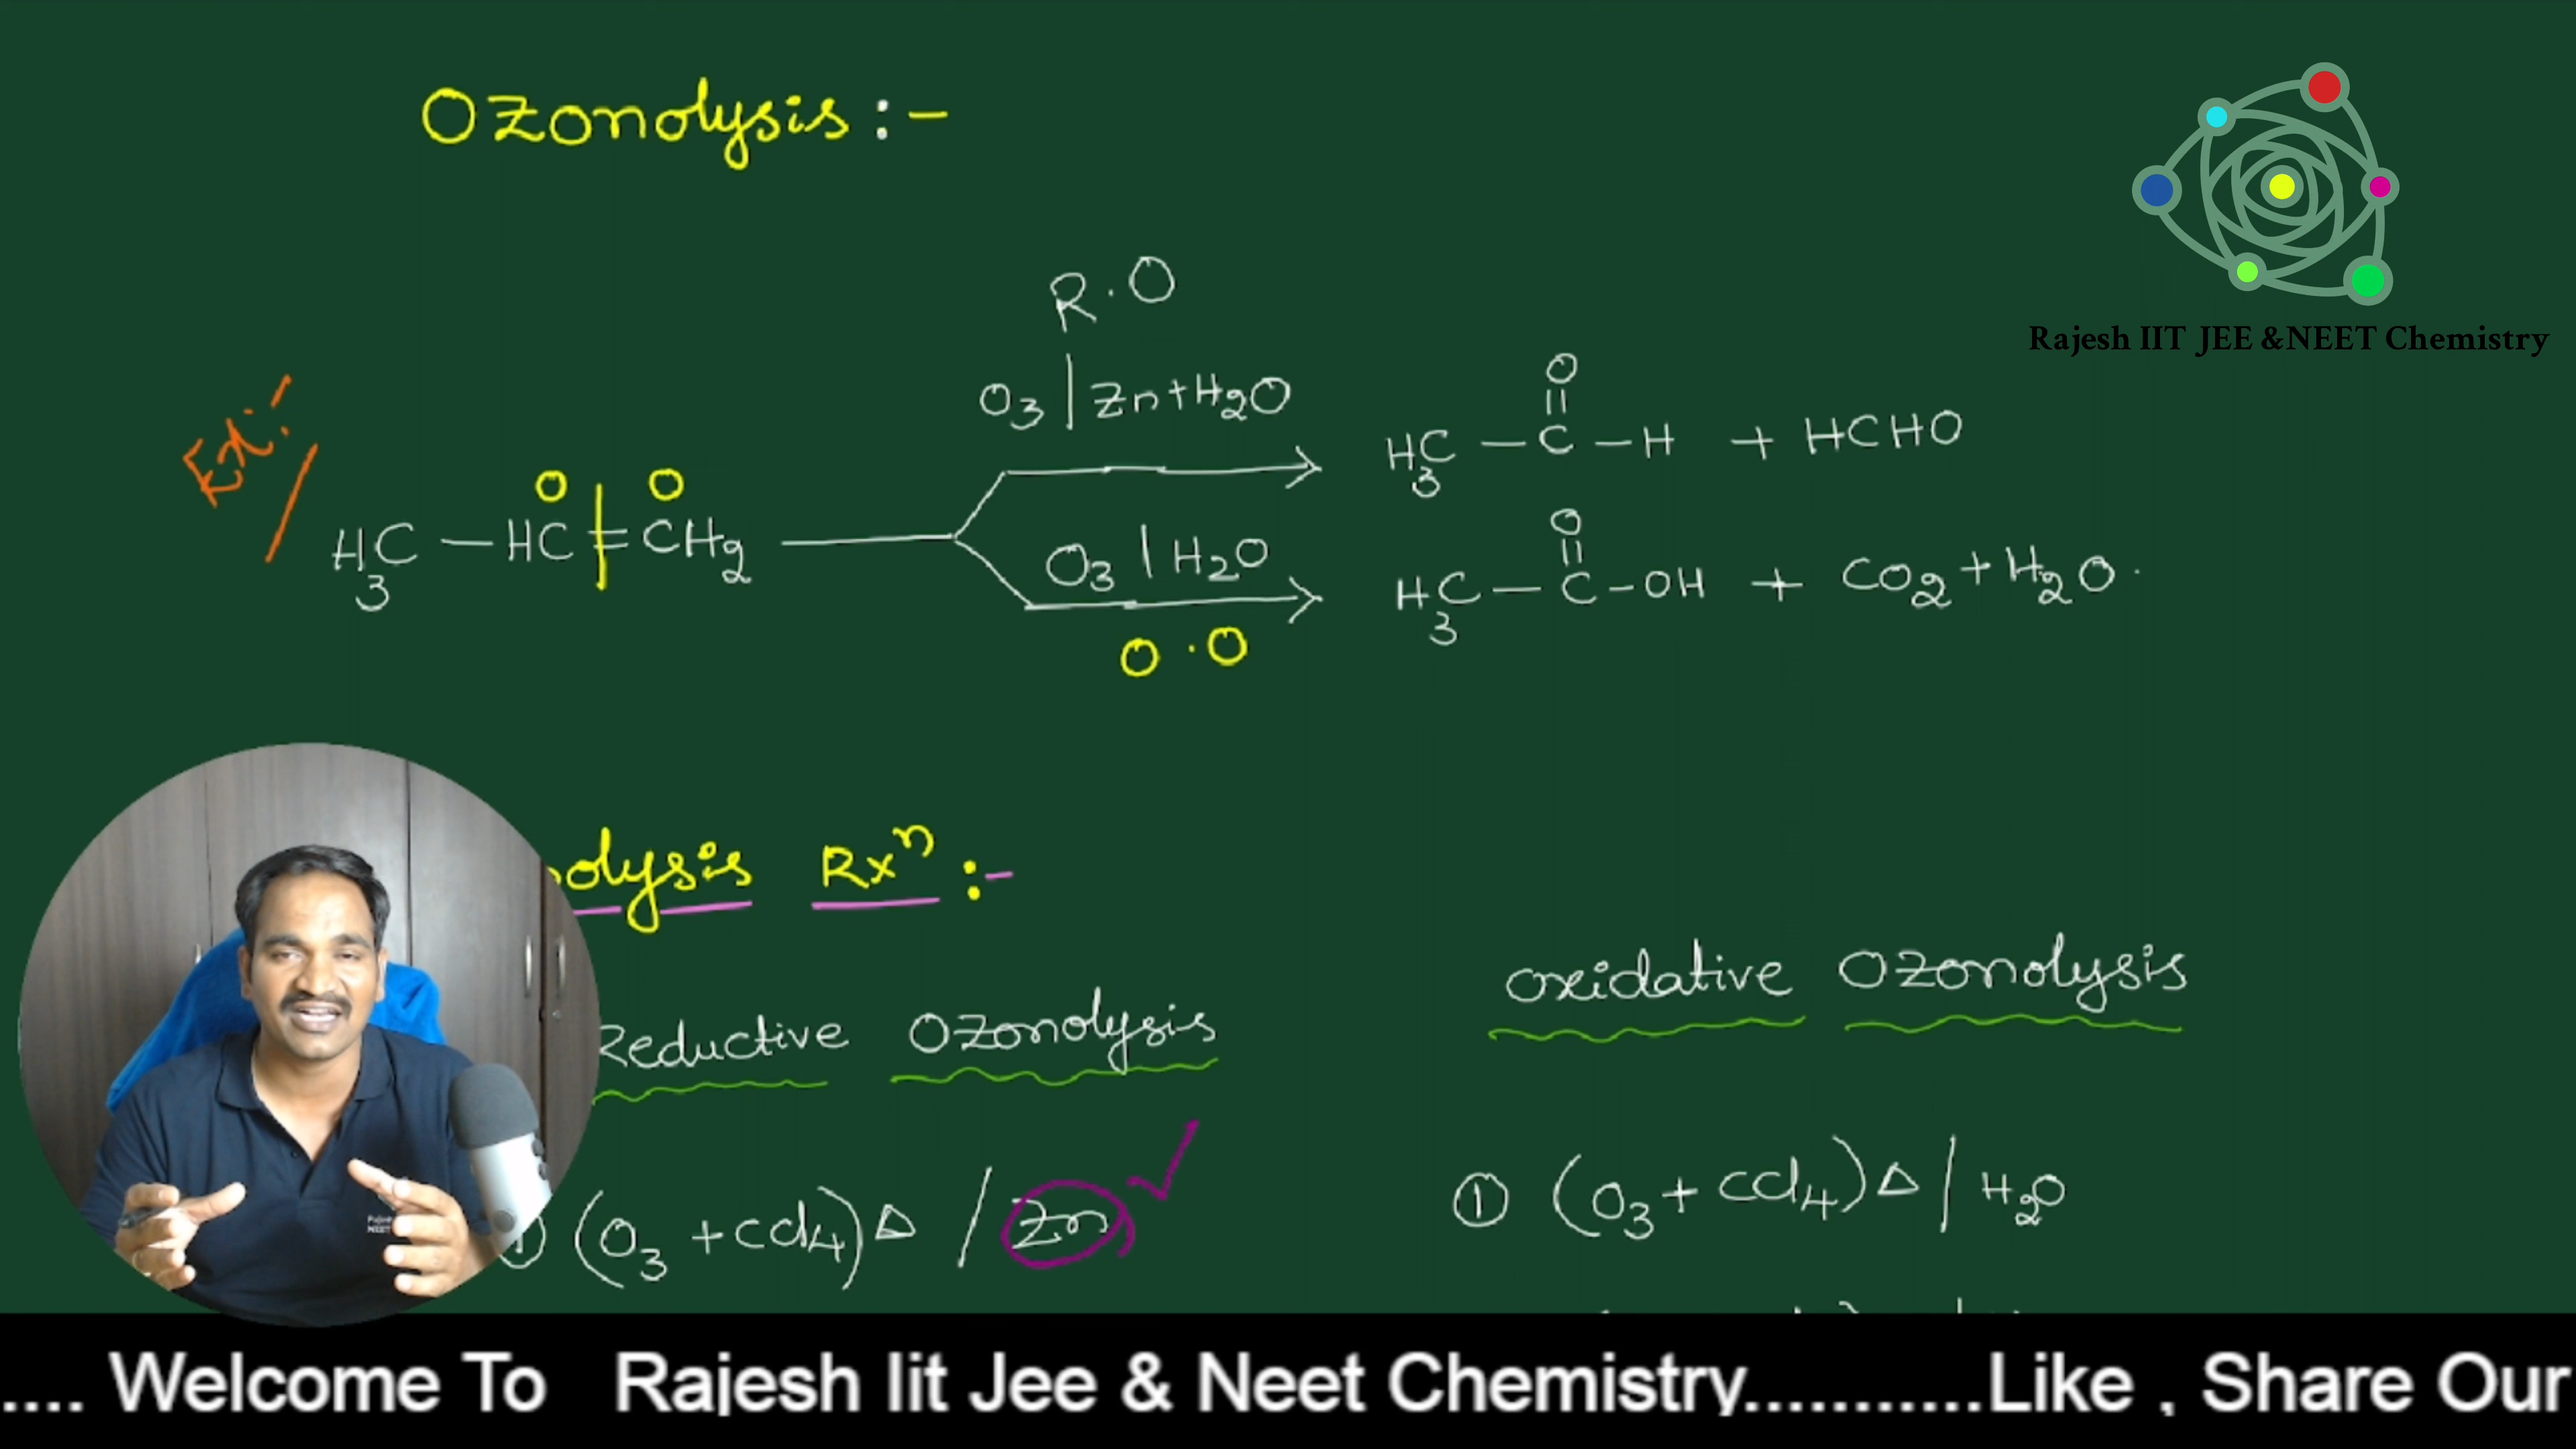 Ozonolysis :-
Rajesh IIT JEE &NEET Chemistry
R.O
O3 | Zn+H2O
Ex:-
H3C - HC = CH2
O O
H3C - C - H + HCHO
O
O3 | H2O
O.O
H3C - C - OH + CO2 + H2O.
O
olysis Rxn :-
Reductive Ozonolysis
Oxidative Ozonolysis
① (O3 + CCl4) Δ / Zn ✓
① (O3 + CCl4) Δ / H2O
.... Welcome To Rajesh Iit Jee & Neet Chemistry...........Like , Share Our